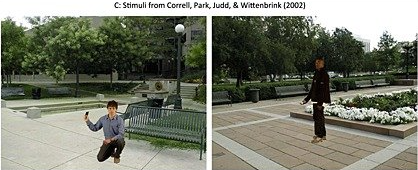 C: Stimuli from Correll, Park, Judd, & Wittenbrink (2002)